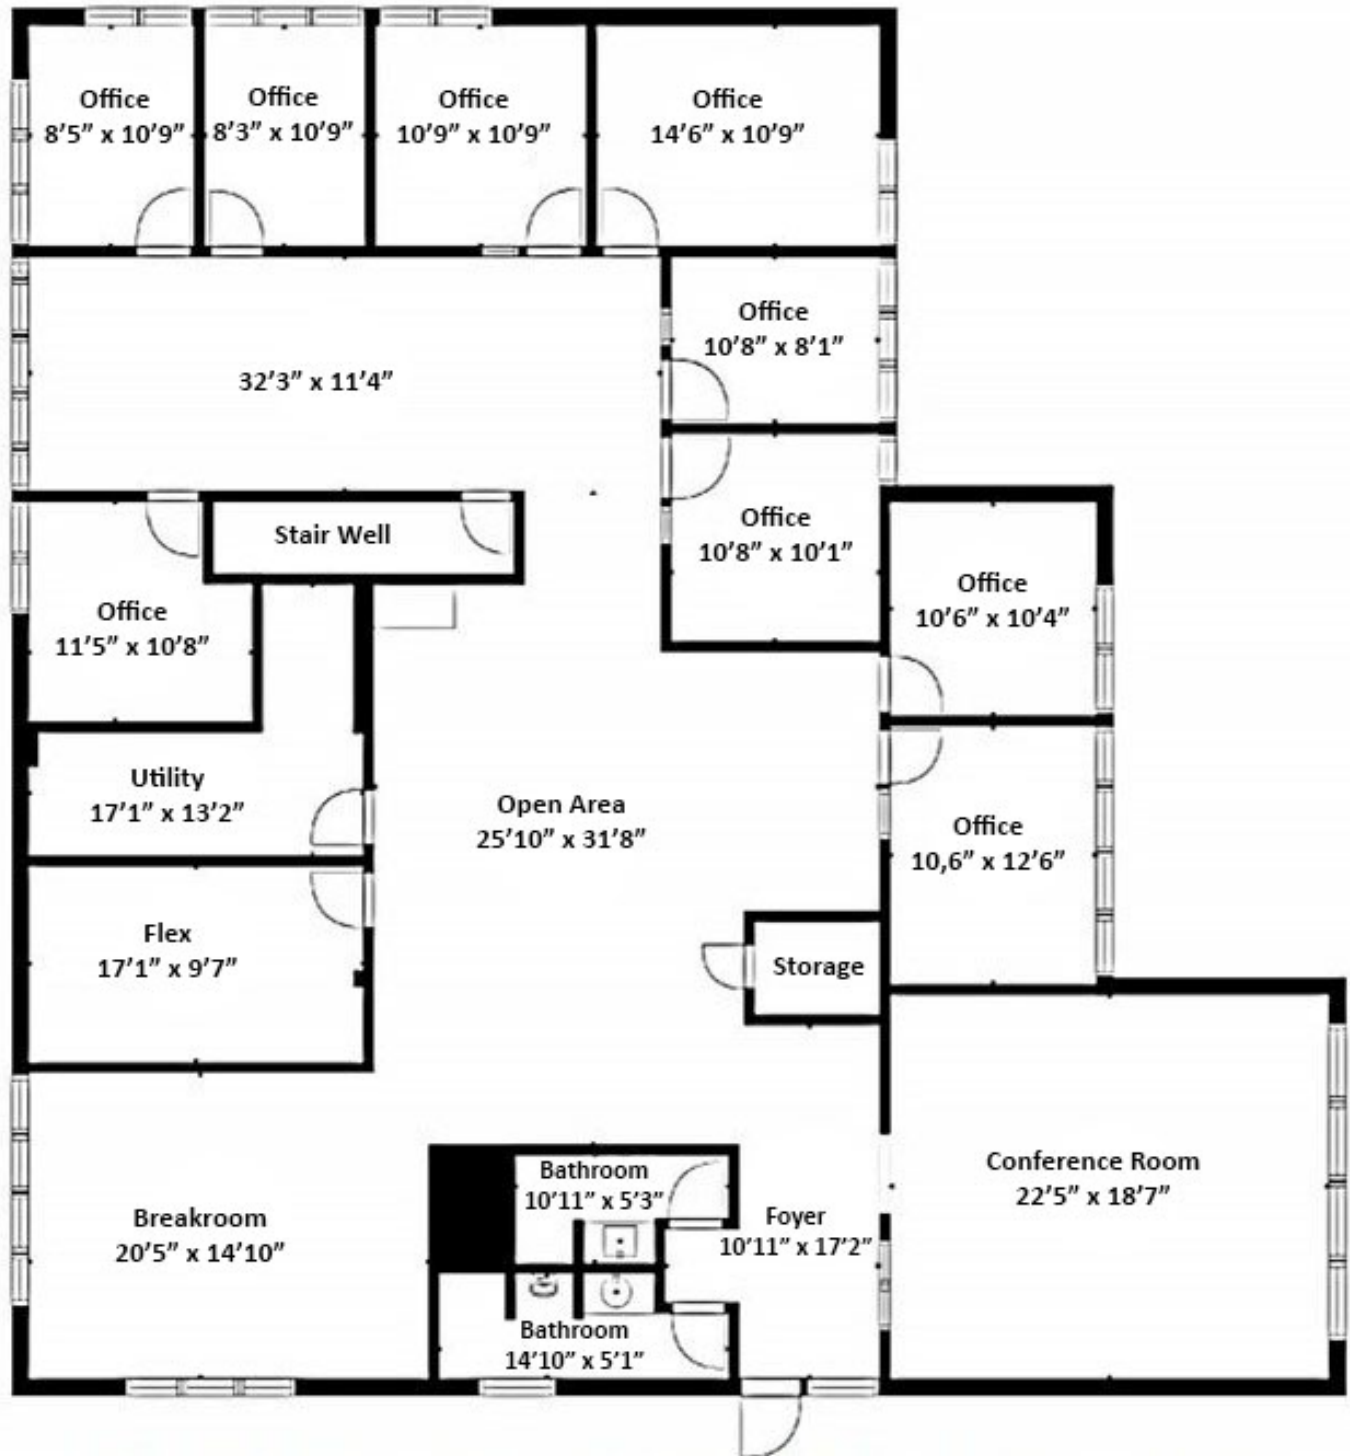 Office
8’5” x 10’9”
Office
8’3” x 10’9”
Office
10’9” x 10’9”
Office
14’6” x 10’9”
Office
10’8” x 8’1”
32’3” x 11’4”
Office
10’8” x 10’1”
Stair Well
Office
10’6” x 10’4”
Office
11’5” x 10’8”
Utility
17’1” x 13’2”
Open Area
25’10” x 31’8”
Office
10,6” x 12’6”
Flex
17’1” x 9’7”
Storage
Conference Room
22’5” x 18’7”
Bathroom
10’11” x 5’3”
Breakroom
20’5” x 14’10”
Foyer
10’11” x 17’2”
Bathroom
14’10” x 5’1”